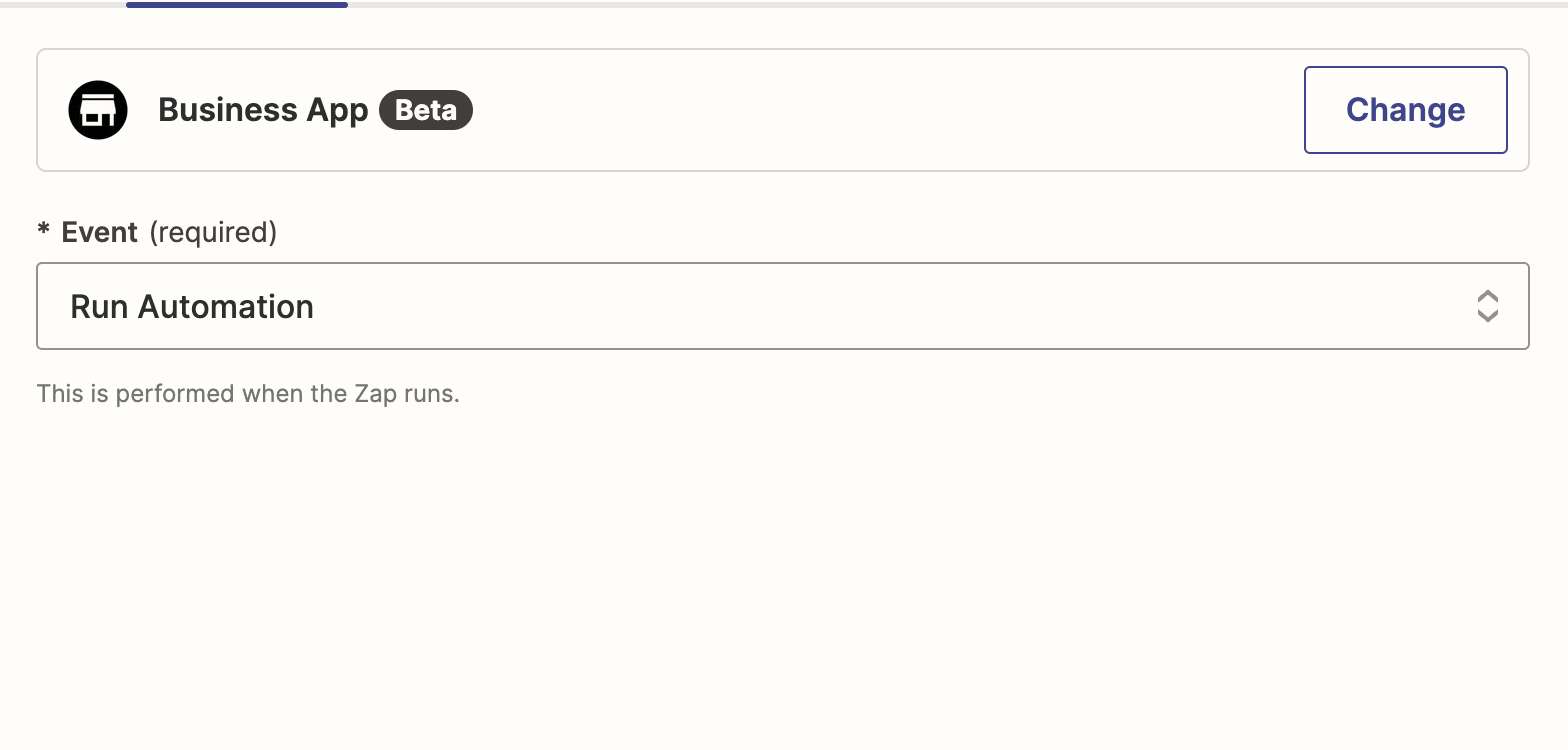 Business App Beta
Change
* Event (required)
Run Automation
This is performed when the Zap runs.